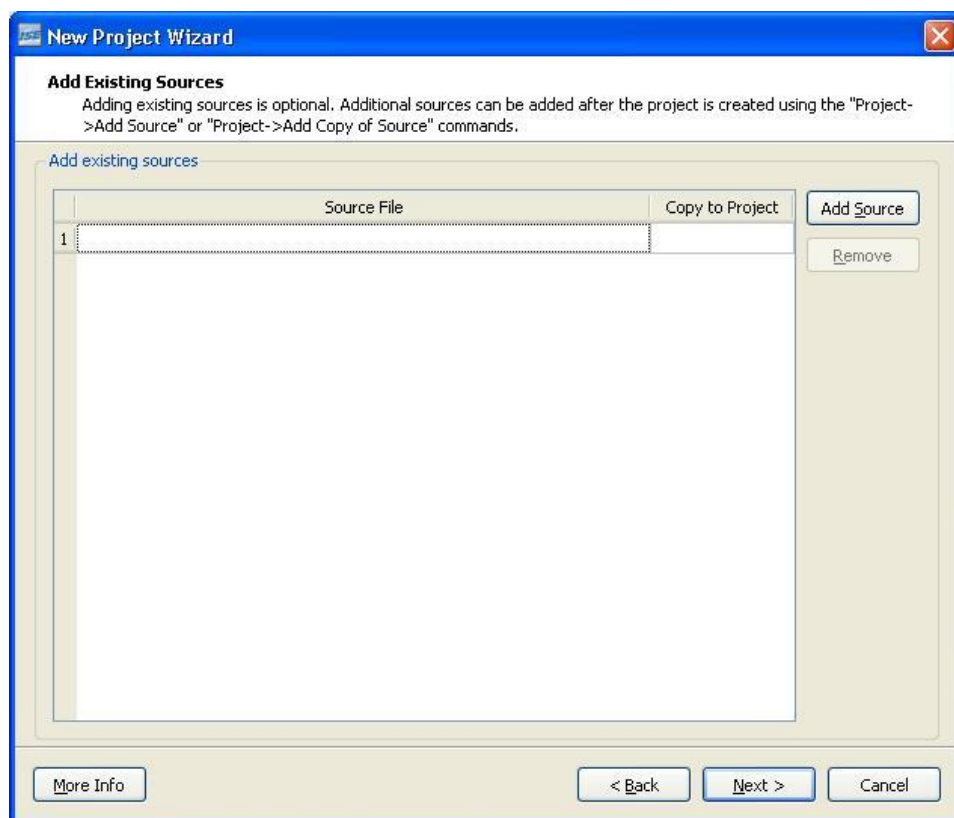 ISE New Project Wizard
Add Existing Sources
Adding existing sources is optional. Additional sources can be added after the project is created using the "Project-
>Add Source" or "Project->Add Copy of Source" commands.
Add existing sources
Source File Copy to Project Add Source
1
Remove
More Info < Back Next > Cancel